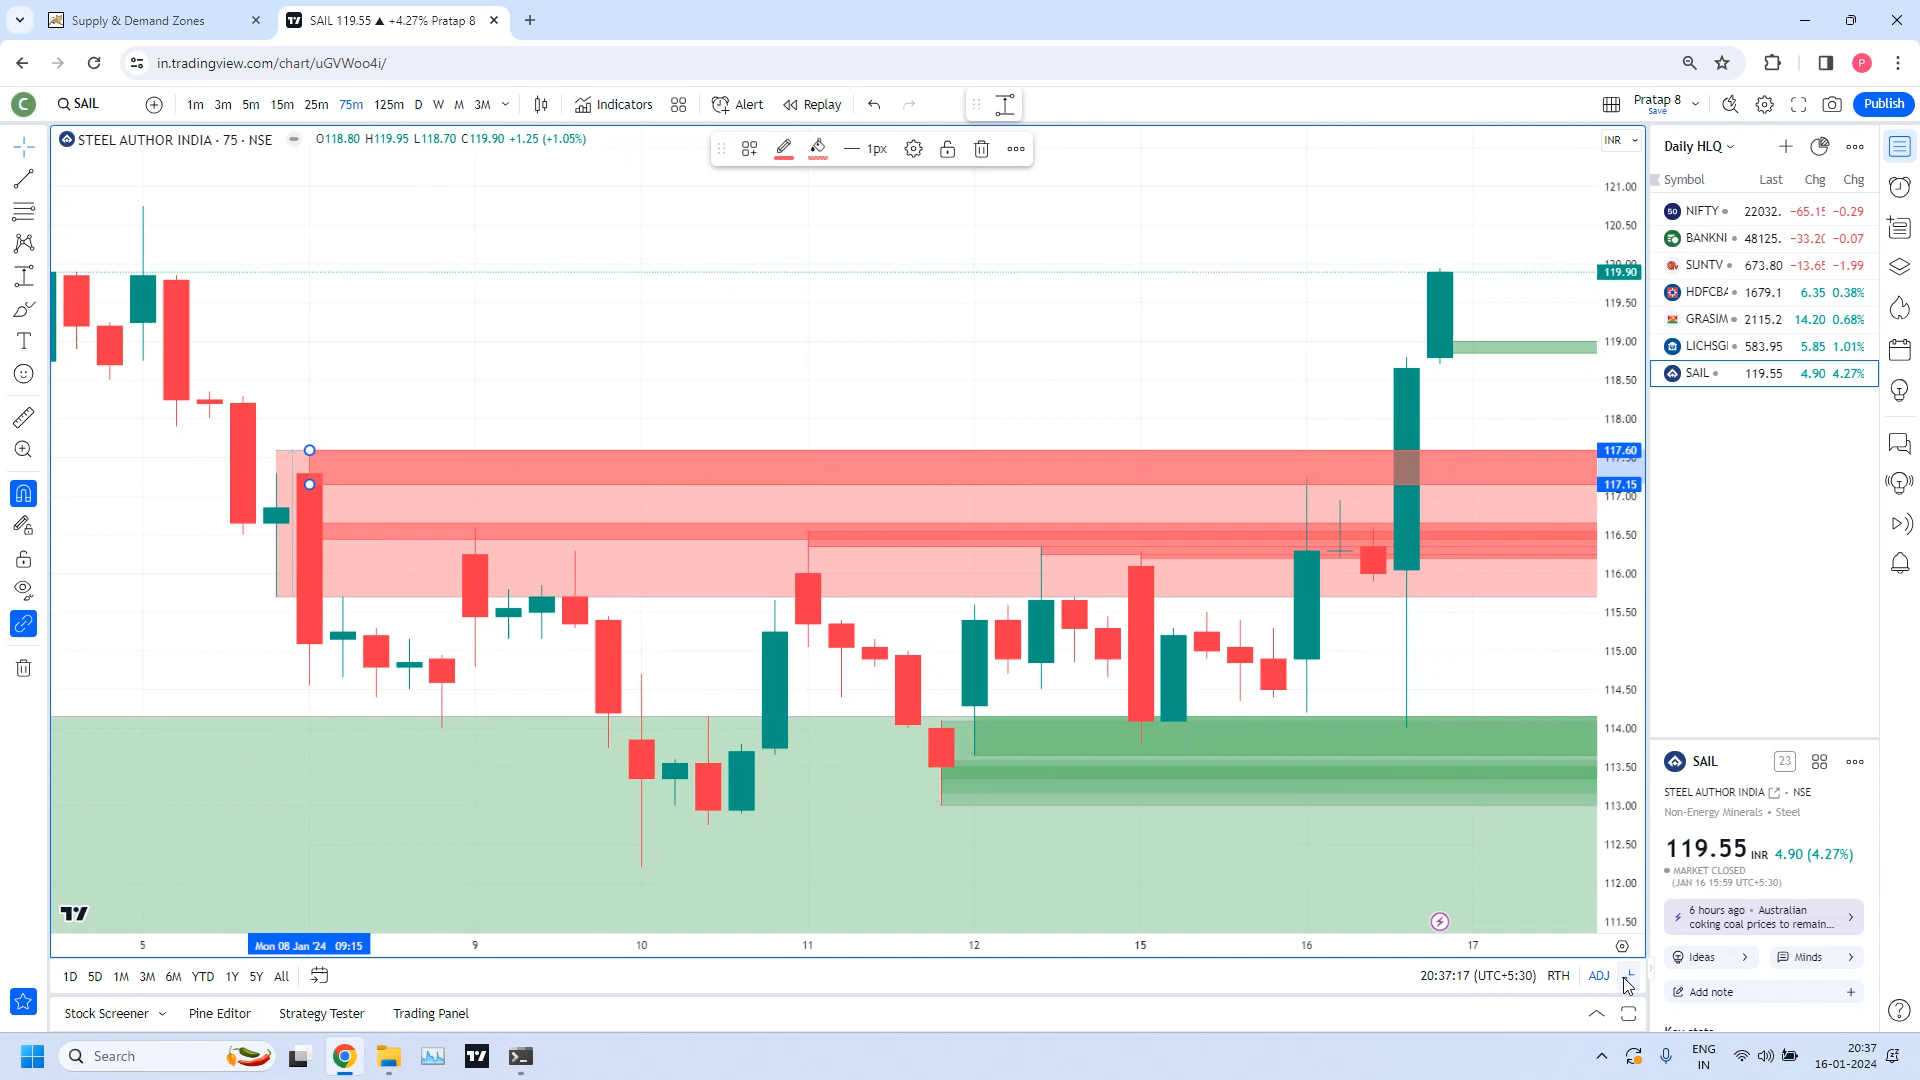 Supply & Demand Zones
SAIL 119.55 ▲ +4.27% Pratap 8
in.tradingview.com/chart/uGVWoo4i/
P
C
SAIL
1m 3m 5m 15m 25m 75m 125m D W M 3M
Indicators
Alert
Replay
Pratap 8
Save
Publish
STEEL AUTHOR INDIA · 75 · NSE
O118.80 H119.95 L118.70 C119.90 +1.25 (+1.05%)
1px
INR
121.00
120.50
119.90
119.50
119.00
118.50
118.00
117.60
117.15
117.00
116.50
116.00
115.50
115.00
114.50
114.00
113.50
113.00
112.50
112.00
111.50
5
Mon 08 Jan '24 09:15
9
10
11
12
15
16
17
1D 5D 1M 3M 6M YTD 1Y 5Y All
20:37:17 (UTC+5:30) RTH ADJ
Stock Screener
Pine Editor
Strategy Tester
Trading Panel
Daily HLQ
Symbol Last Chg Chg
50 NIFTY 22032. −65.15 −0.29
BANKNI 48125. −33.20 −0.07
SUNTV 673.80 −13.65 −1.99
HDFCBA 1679.1 6.35 0.38%
GRASIM 2115.2 14.20 0.68%
LICHSGI 583.95 5.85 1.01%
SAIL 119.55 4.90 4.27%
SAIL
23
STEEL AUTHOR INDIA - NSE
Non-Energy Minerals • Steel
119.55 INR 4.90 (4.27%)
MARKET CLOSED
(JAN 16 15:59 UTC+5:30)
6 hours ago • Australian
coking coal prices to remain...
Ideas
Minds
Add note
Search
ENG
IN
20:37
16-01-2024